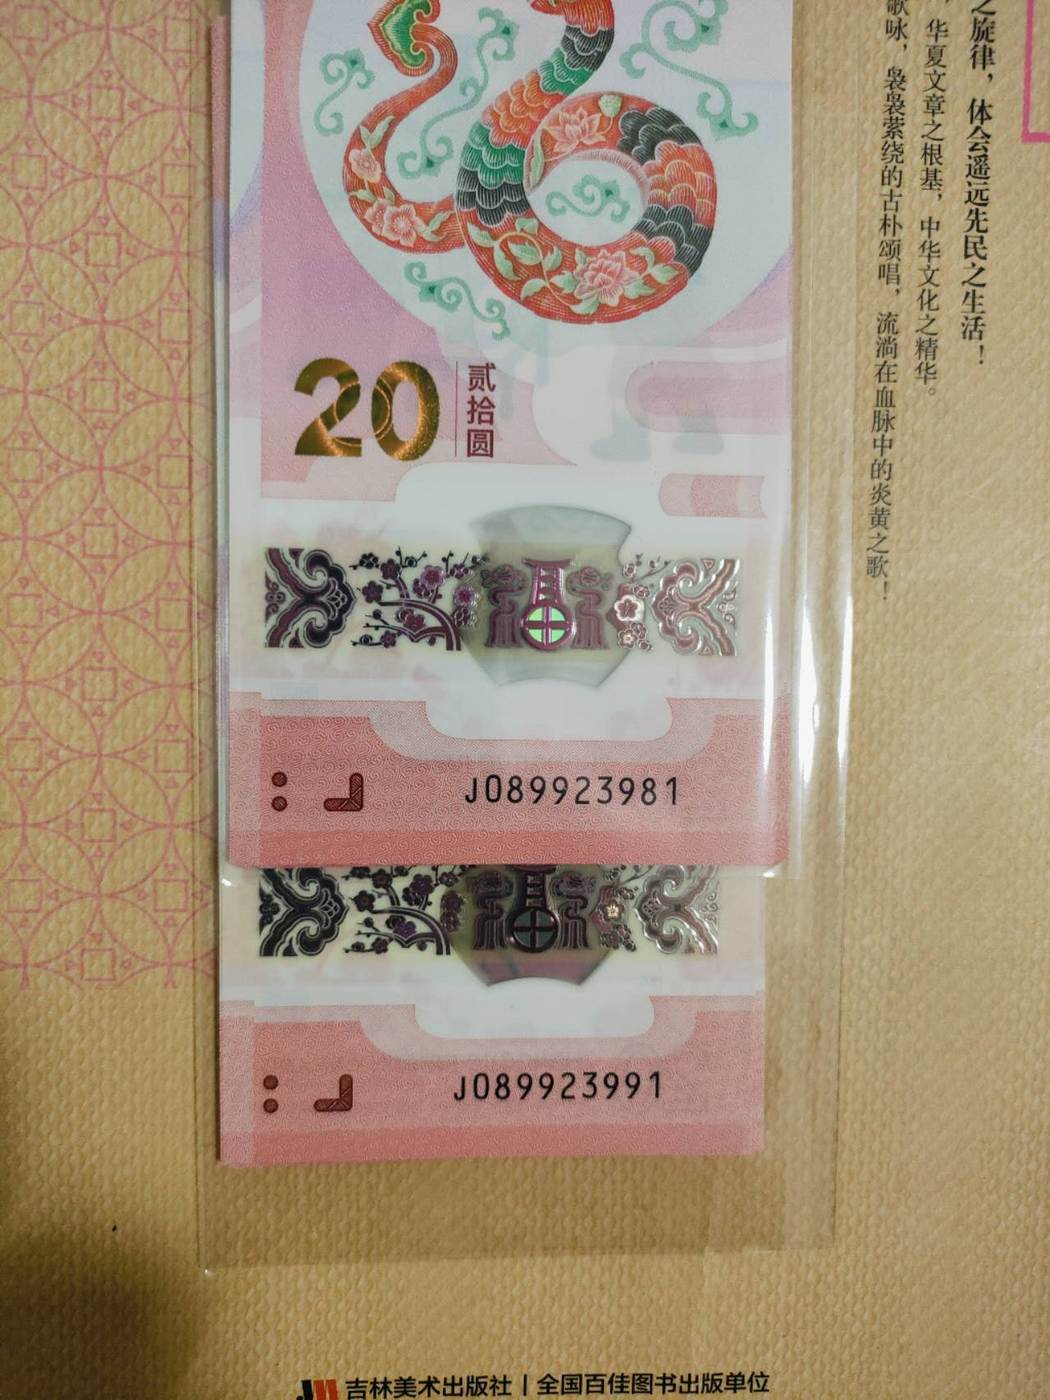 之旋律，体会遥远先民之生活！
，华夏文章之根基，中华文化之精华。
歌咏，袅袅萦绕的古朴颂唱，流淌在血脉中的炎黄之歌！
20
贰拾圆
J089923981
J089923991
吉林美术出版社 | 全国百佳图书出版单位